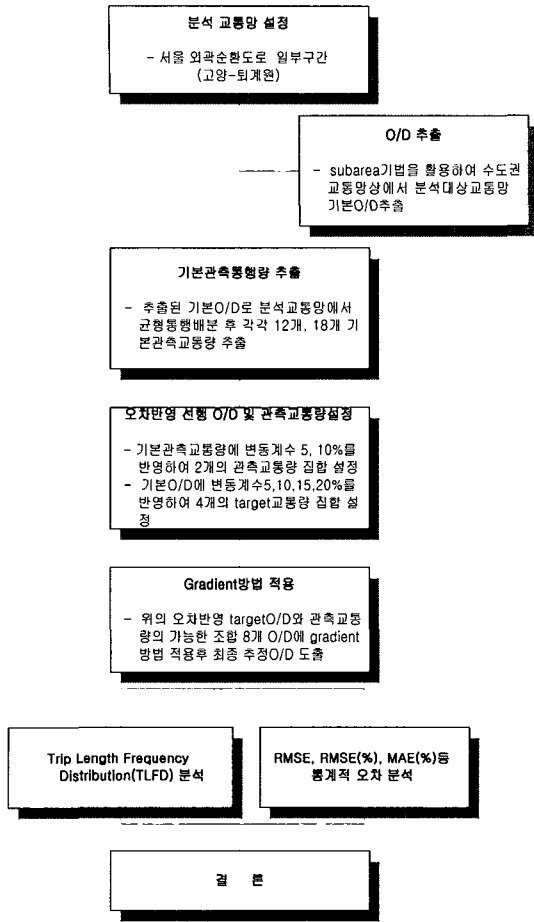 분석 교통망 설정
- 서울 외곽순환도로 일부구간
(고양-퇴계원)
O/D 추출
- subarea기법을 활용하여 수도권
교통망상에서 분석대상교통망
기본O/D추출
기본관측통행량 추출
- 추출된 기본O/D로 분석교통망에서
균형통행배분 후 각각 12개, 18개 기
본관측교통량 추출
오차반영 선행 O/D 및 관측교통량설정
- 기본관측교통량에 변동계수 5, 10%를
반영하여 2개의 관측교통량 집합 설정
- 기본O/D에 변동계수5,10,15,20%를
반영하여 4개의 target교통량 집합 설
정
Gradient방법 적용
- 위의 오차반영 targetO/D와 관측교통
량의 가능한 조합 8개 O/D에 gradient
방법 적용후 최종 추정O/D 도출
Trip Length Frequency
Distribution(TLFD) 분석
RMSE, RMSE(%), MAE(%)등
통계적 오차 분석
결 론